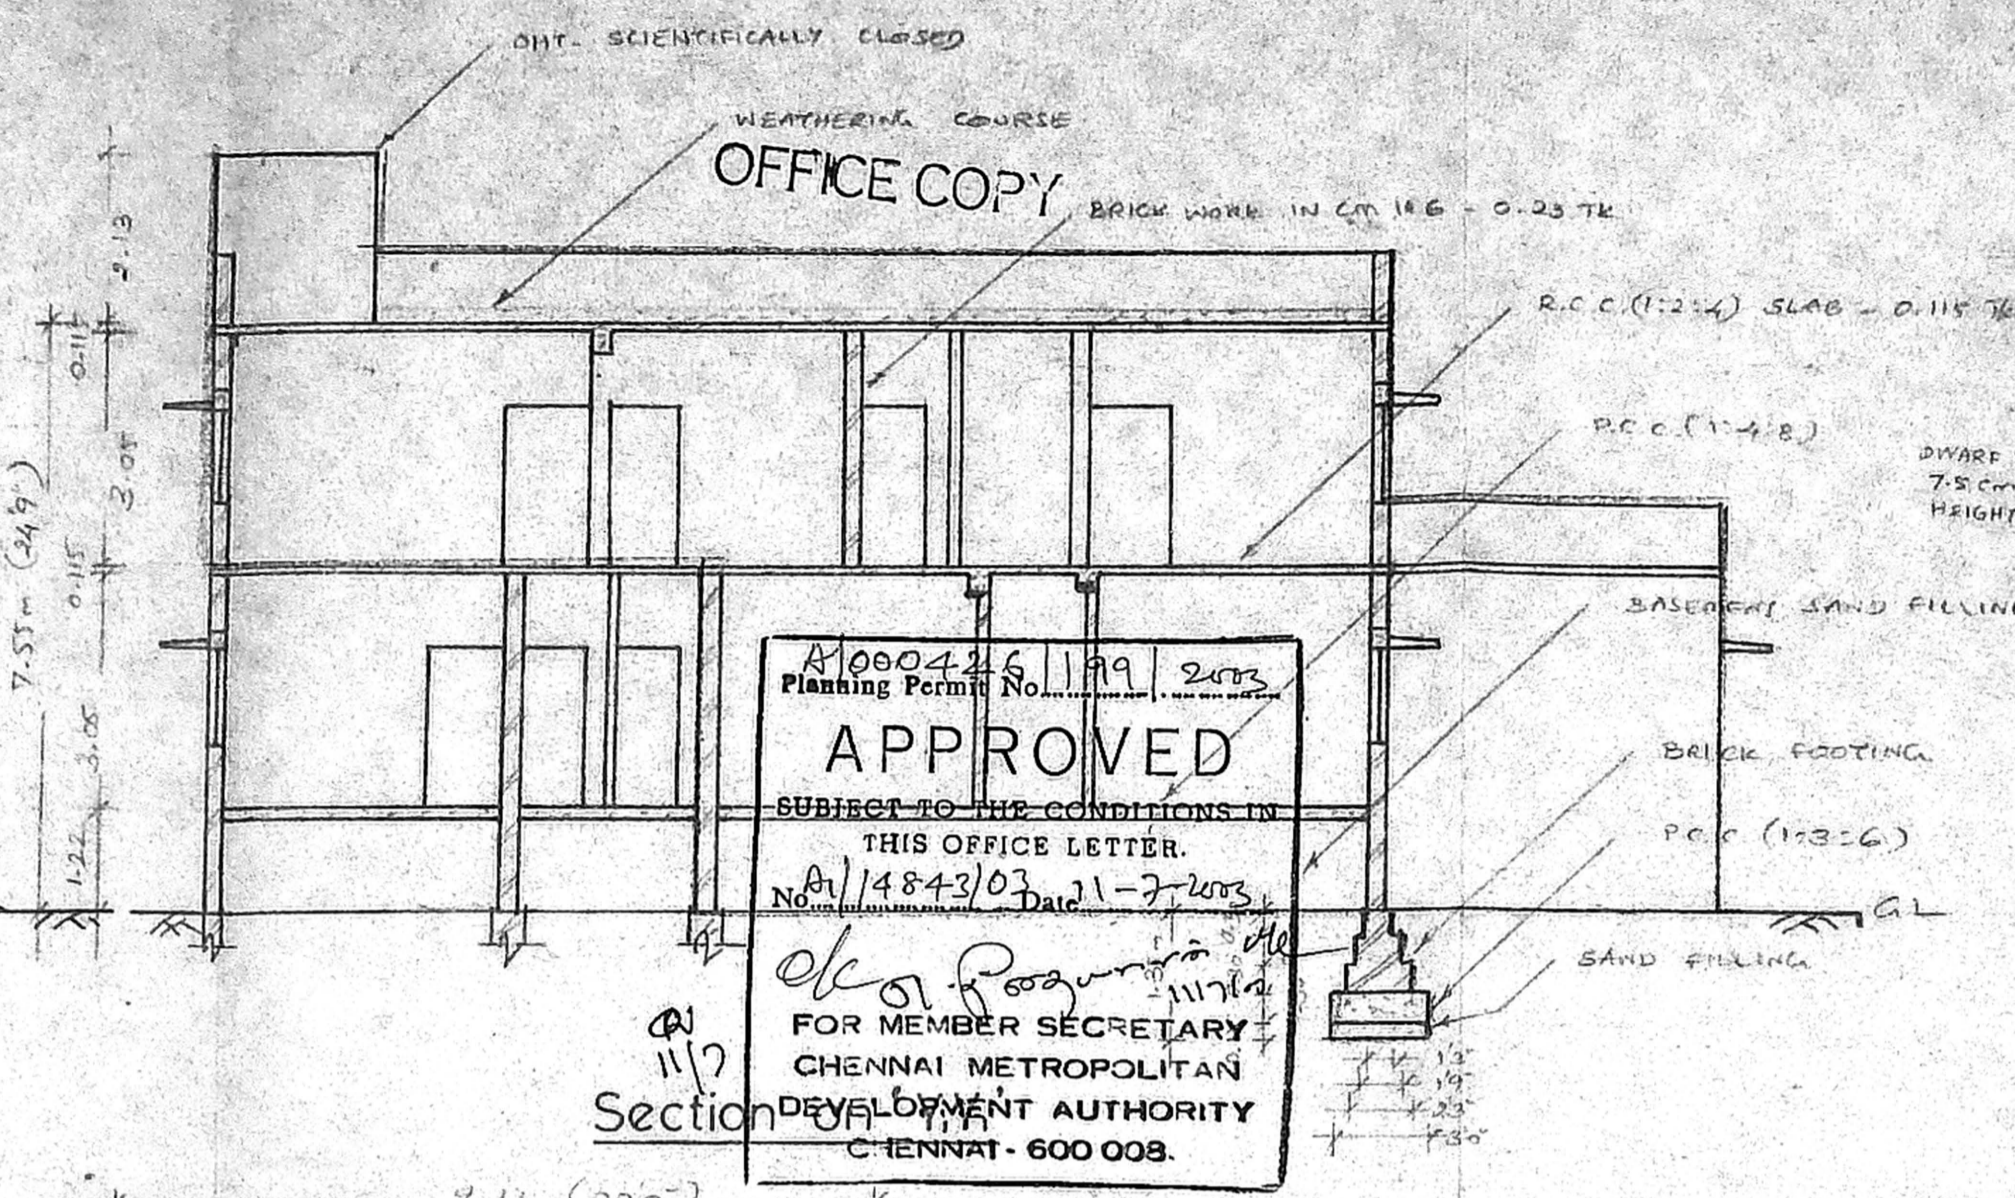 OHT- SCIENTIFICALLY CLOSED
WEATHERING COURSE
OFFICE COPY
BRICK WORK IN CM 1:6 - 0.23 TK
R.C.C.(1:2:4) SLAB - 0.115 TK
P.C.C.(1:4:8)
DWARF
7.5 cm
HEIGHT
BASEMENT SAND FILLING
BRICK FOOTING
P.C.C (1:3:6)
GL
SAND FILLING
2.13
0.11
3.05
0.115
3.05
1.22
7.55m (24'9")
A/000426/199/2003
Planning Permit No
APPROVED
SUBJECT TO THE CONDITIONS IN
THIS OFFICE LETTER.
No A1/14843/03 Date 11-7-2003
FOR MEMBER SECRETARY
CHENNAI METROPOLITAN
DEVELOPMENT AUTHORITY
CHENNAI - 600 008.
11/7
Section on
1'3"
1'9"
2'3"